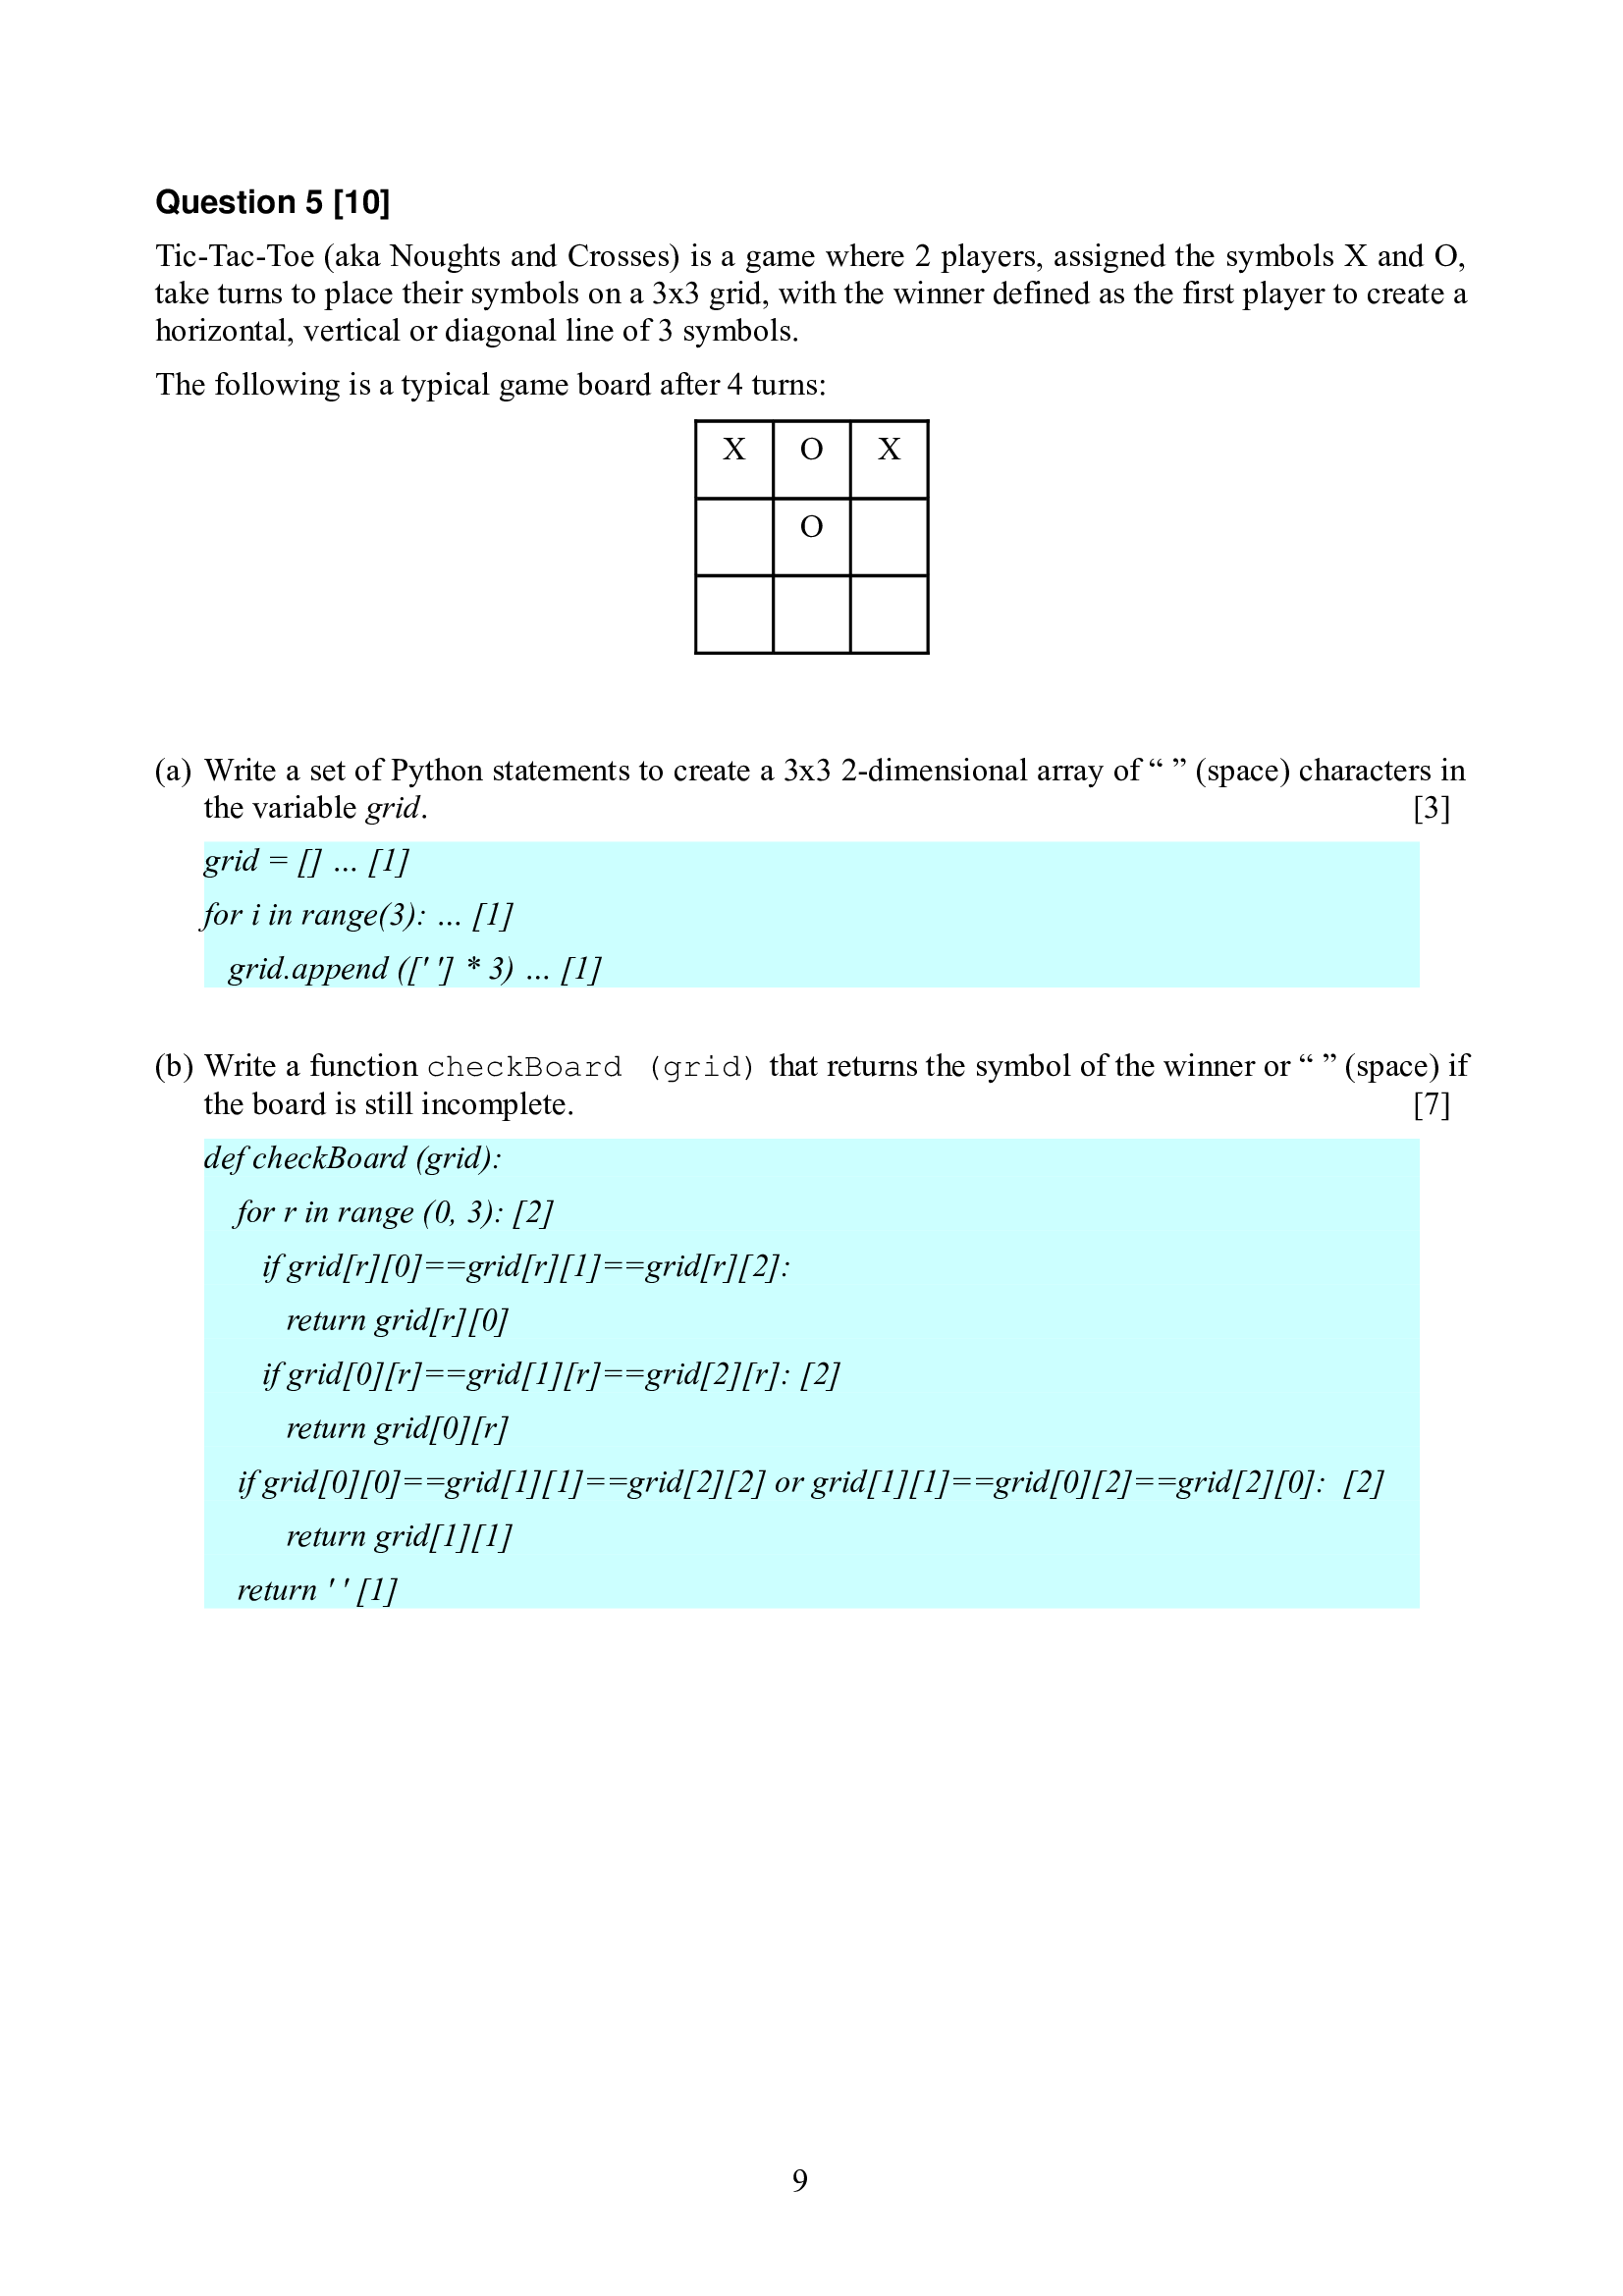 Question 5 [10]
Tic-Tac-Toe (aka Noughts and Crosses) is a game where 2 players, assigned the symbols X and O,
take turns to place their symbols on a 3x3 grid, with the winner defined as the first player to create a
horizontal, vertical or diagonal line of 3 symbols.
The following is a typical game board after 4 turns:
X O X
O
(a) Write a set of Python statements to create a 3x3 2-dimensional array of “ ” (space) characters in
the variable grid. [3]
grid = [] ... [1]
for i in range(3): ... [1]
grid.append ([' '] * 3) ... [1]
(b) Write a function checkBoard (grid) that returns the symbol of the winner or “ ” (space) if
the board is still incomplete. [7]
def checkBoard (grid):
for r in range (0, 3): [2]
if grid[r][0]==grid[r][1]==grid[r][2]:
return grid[r][0]
if grid[0][r]==grid[1][r]==grid[2][r]: [2]
return grid[0][r]
if grid[0][0]==grid[1][1]==grid[2][2] or grid[1][1]==grid[0][2]==grid[2][0]: [2]
return grid[1][1]
return ' ' [1]
9